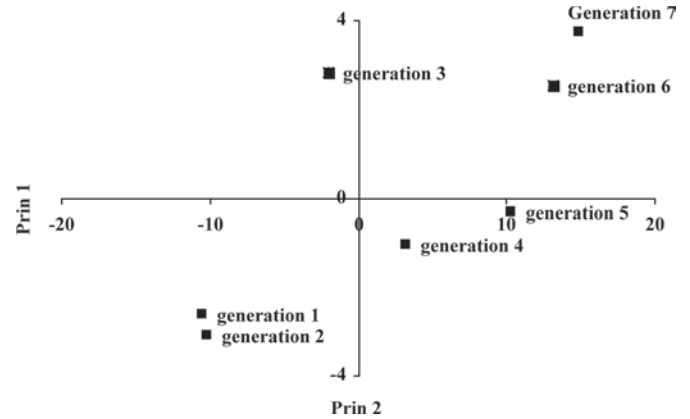 4
Generation 7
generation 3
generation 6
Prin 1
0
-20
-10
0
10
20
generation 5
generation 4
generation 1
generation 2
-4
Prin 2